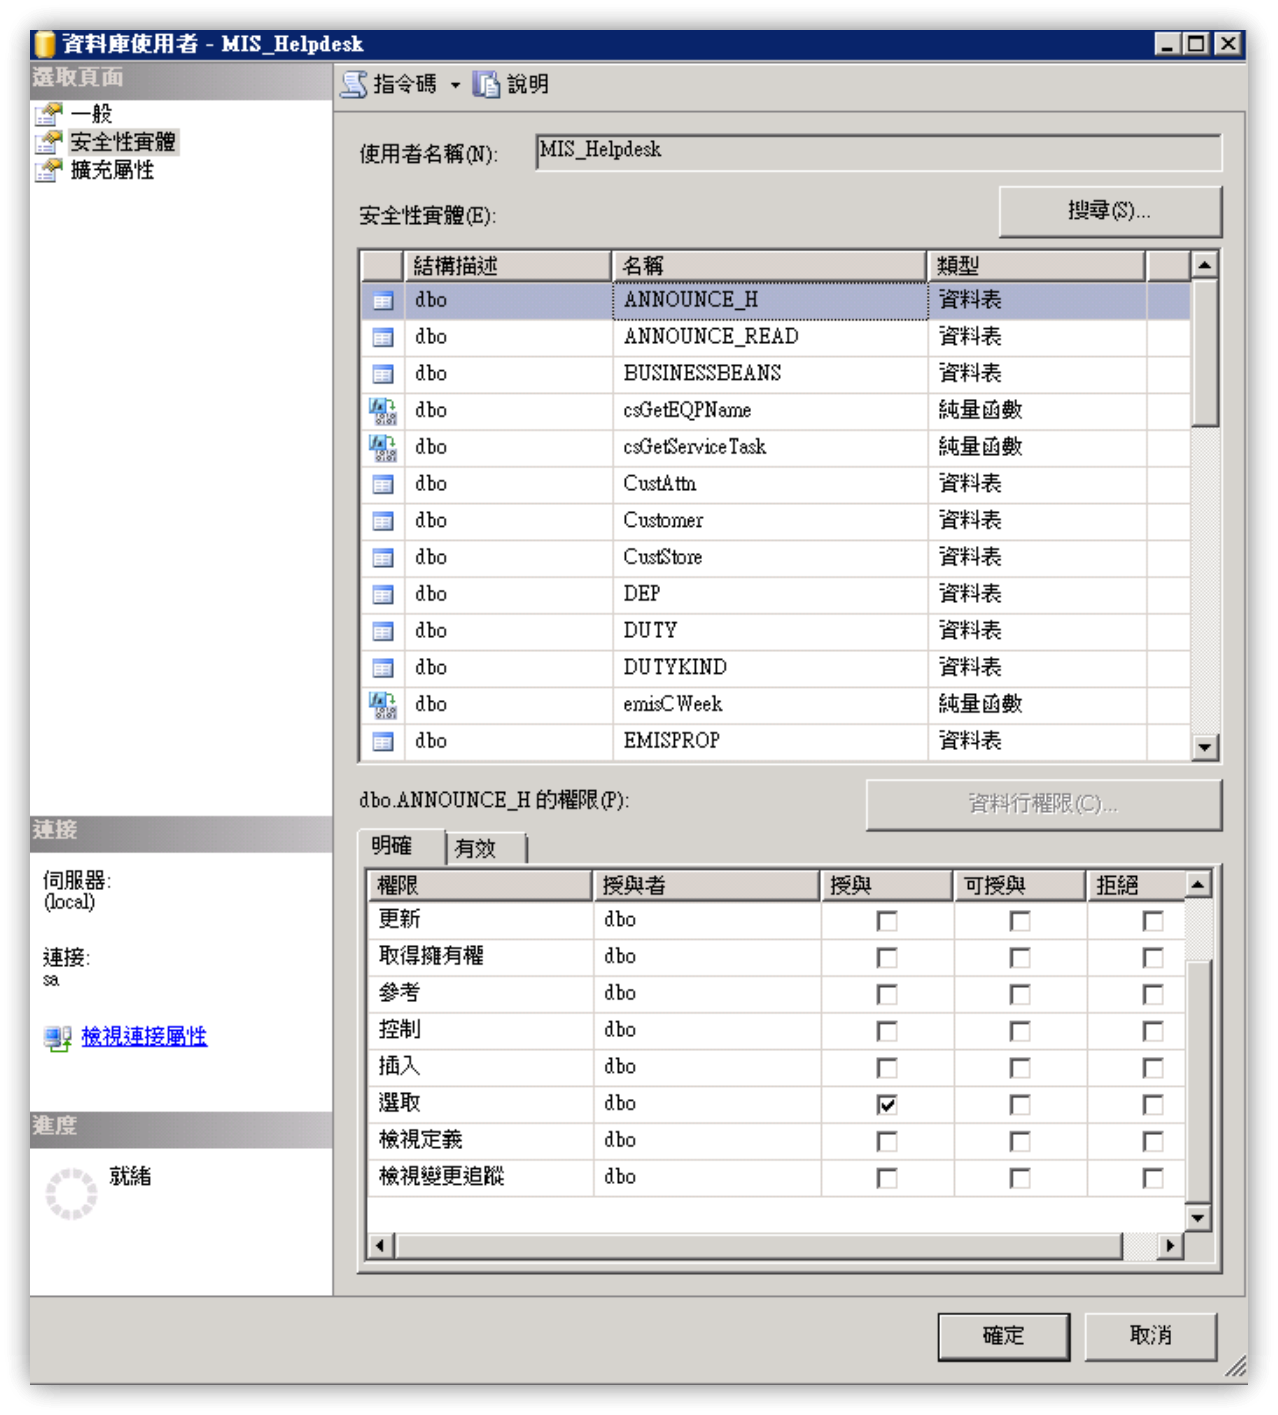 資料庫使用者 - MIS_Helpdesk
選取頁面
一般
安全性實體
擴充屬性
指令碼 說明
使用者名稱(N): MIS_Helpdesk
安全性實體(E): 搜尋(S)...
結構描述 名稱 類型
dbo ANNOUNCE_H 資料表
dbo ANNOUNCE_READ 資料表
dbo BUSINESSBEANS 資料表
dbo csGetEQPName 純量函數
dbo csGetServiceTask 純量函數
dbo CustAttn 資料表
dbo Customer 資料表
dbo CustStore 資料表
dbo DEP 資料表
dbo DUTY 資料表
dbo DUTYKIND 資料表
dbo emisCWeek 純量函數
dbo EMISPROP 資料表
dbo.ANNOUNCE_H 的權限(P): 資料行權限(C)...
明確 有效
權限 授與者 授與 可授與 拒絕
更新 dbo
取得擁有權 dbo
參考 dbo
控制 dbo
插入 dbo
選取 dbo
檢視定義 dbo
檢視變更追蹤 dbo
連接
伺服器:
(local)
連接:
sa
檢視連接屬性
進度
就緒
確定 取消